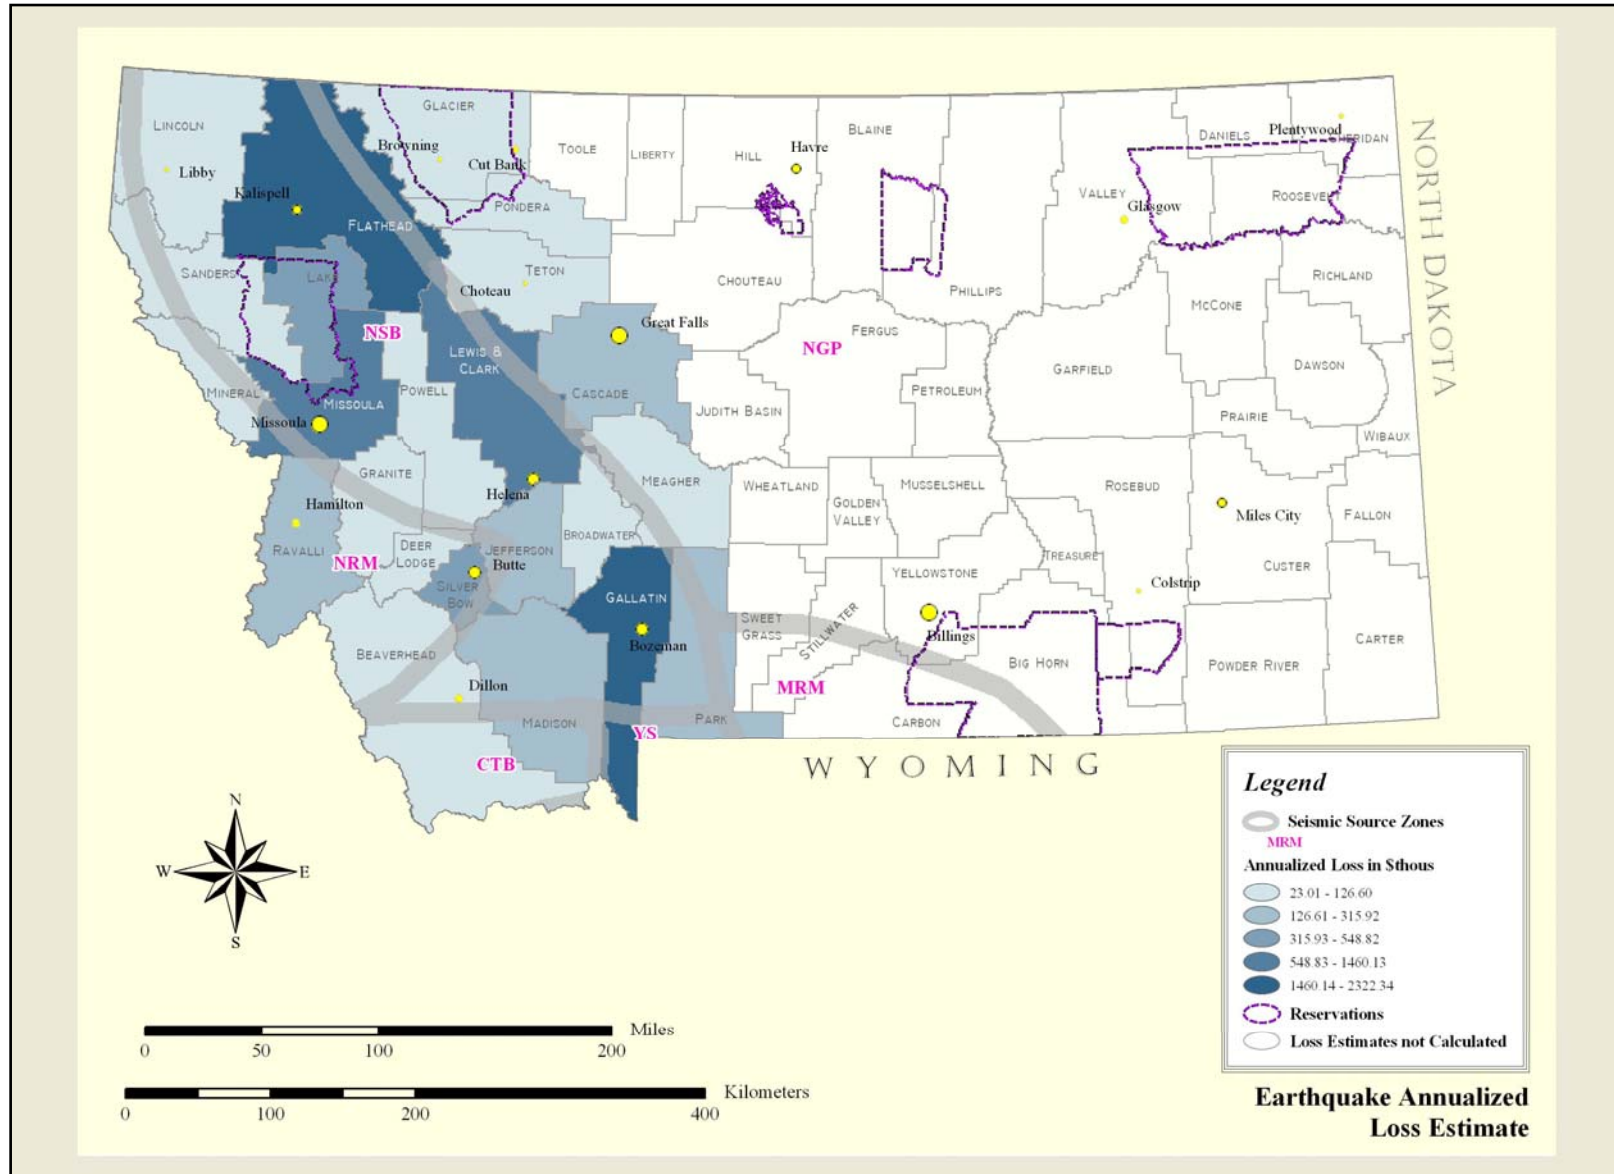 LINCOLN
Libby
Kalispell
FLATHEAD
GLACIER
Browning
Cut Bank
PONDERA
TOOLE
LIBERTY
HILL
Havre
BLAINE
PHILLIPS
VALLEY
Glasgow
DANIELS
Plentywood
SHERIDAN
ROOSEVELT
NORTH DAKOTA
SANDERS
LAKE
NSB
TETON
Choteau
CHOUTEAU
Great Falls
CASCADE
LEWIS &
CLARK
FERGUS
NGP
PETROLEUM
JUDITH BASIN
GARFIELD
McCONE
RICHLAND
DAWSON
PRAIRIE
WIBAUX
MINERAL
MISSOULA
Missoula
POWELL
GRANITE
Helena
MEAGHER
BROADWATER
WHEATLAND
GOLDEN
VALLEY
MUSSELSHELL
ROSEBUD
Miles City
FALLON
CUSTER
TREASURE
Colstrip
Hamilton
RAVALLI
NRM
DEER
LODGE
JEFFERSON
Butte
SILVER
BOW
GALLATIN
Bozeman
SWEET
GRASS
STILLWATER
YELLOWSTONE
Billings
BIG HORN
POWDER RIVER
CARTER
BEAVERHEAD
Dillon
MADISON
PARK
MRM
CARBON
YS
CTB
WYOMING
N
W
E
S
Miles
0 50 100 200
Kilometers
0 100 200 400
Legend
Seismic Source Zones
MRM
Annualized Loss in $thous
23.01 - 126.60
126.61 - 315.92
315.93 - 548.82
548.83 - 1460.13
1460.14 - 2322.34
Reservations
Loss Estimates not Calculated
Earthquake Annualized
Loss Estimate